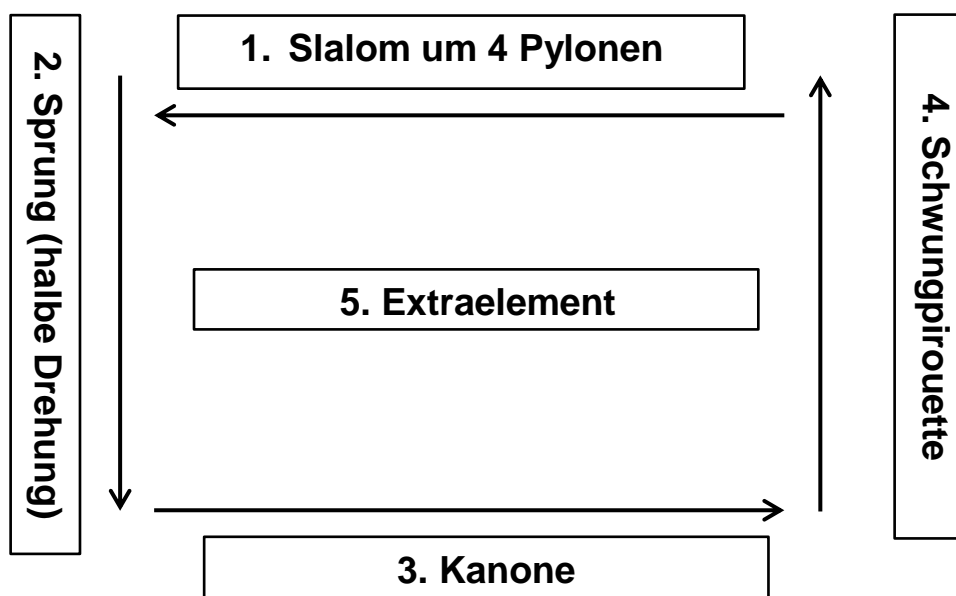 1. Slalom um 4 Pylonen
2. Sprung (halbe Drehung)
3. Kanone
4. Schwungpirouette
5. Extraelement